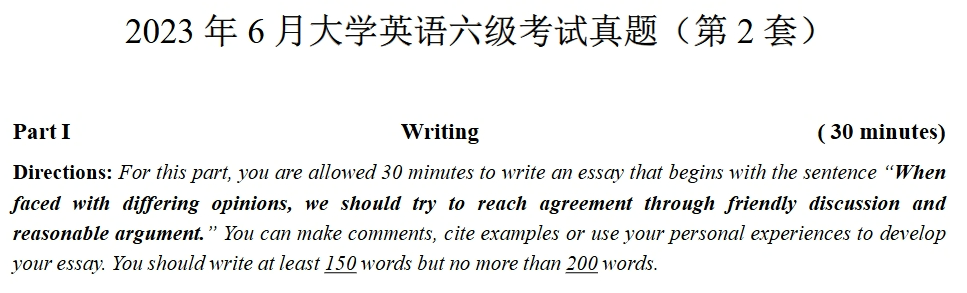 2023 年 6 月大学英语六级考试真题（第 2 套）
Part I Writing ( 30 minutes)
Directions: For this part, you are allowed 30 minutes to write an essay that begins with the sentence “When
faced with differing opinions, we should try to reach agreement through friendly discussion and
reasonable argument.” You can make comments, cite examples or use your personal experiences to develop
your essay. You should write at least 150 words but no more than 200 words.